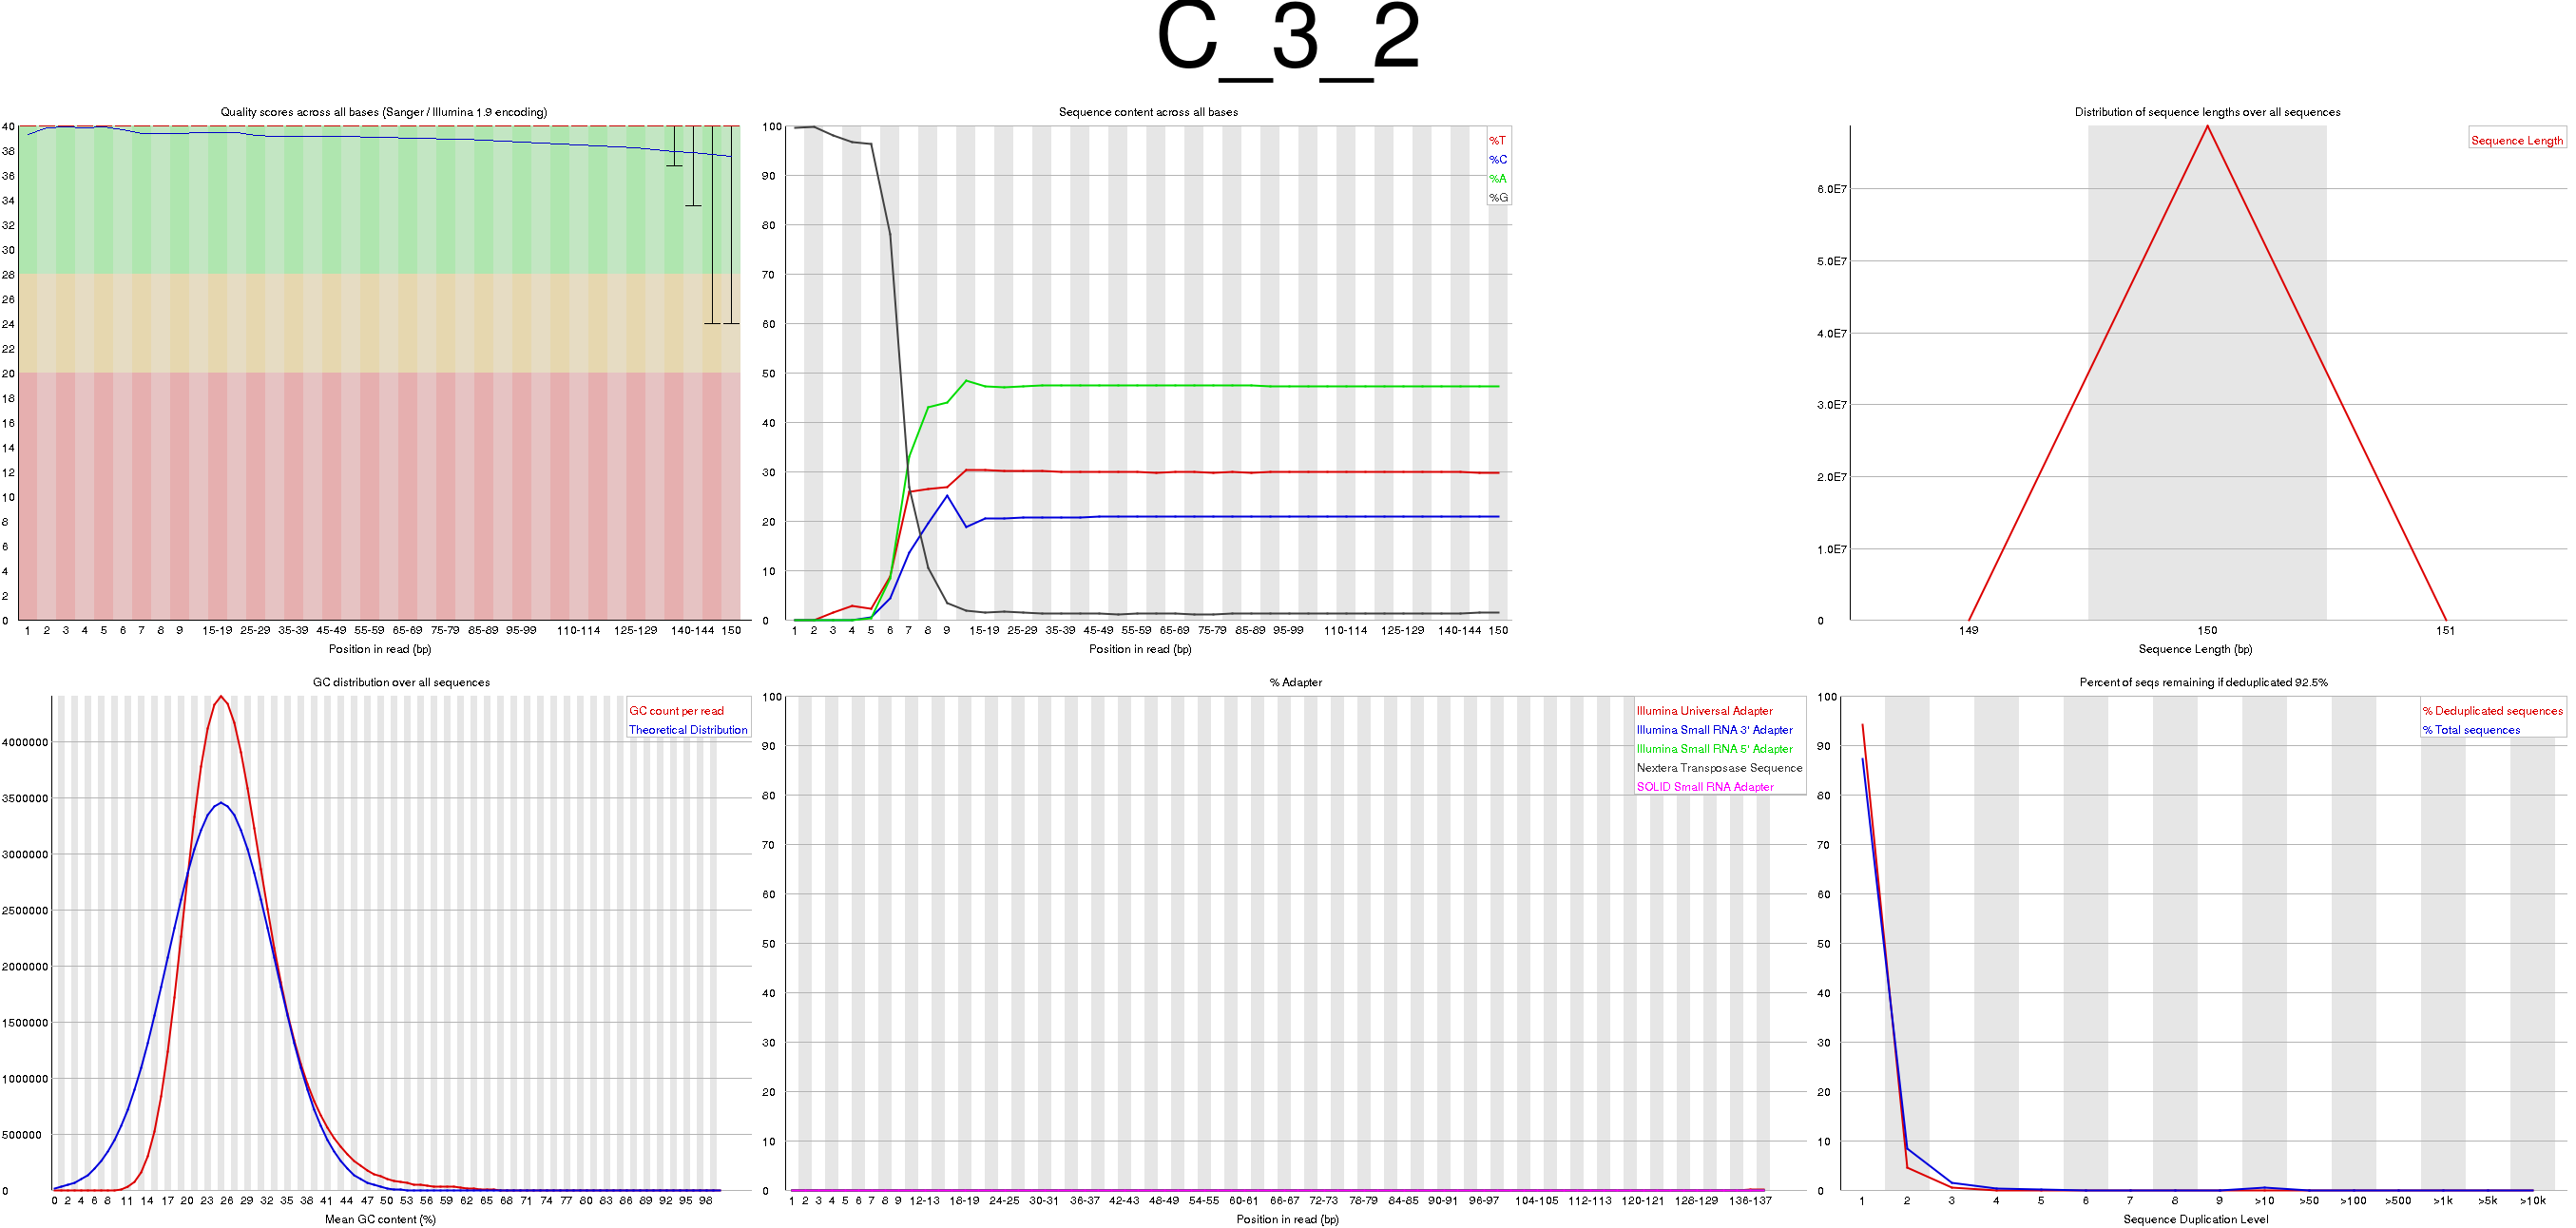 C_3_2
Quality scores across all bases (Sanger / Illumina 1.9 encoding)
40
38
36
34
32
30
28
26
24
22
20
18
16
14
12
10
8
6
4
2
0
1 2 3 4 5 6 7 8 9 15-19 25-29 35-39 45-49 55-59 65-69 75-79 85-89 95-99 110-114 125-129 140-144 150
Position in read (bp)
Sequence content across all bases
%T
%C
%A
%G
100
90
80
70
60
50
40
30
20
10
0
1 2 3 4 5 6 7 8 9 15-19 25-29 35-39 45-49 55-59 65-69 75-79 85-89 95-99 110-114 125-129 140-144 150
Position in read (bp)
Distribution of sequence lengths over all sequences
Sequence Length
6.0E7
5.0E7
4.0E7
3.0E7
2.0E7
1.0E7
0
149 150 151
Sequence Length (bp)
GC distribution over all sequences
GC count per read
Theoretical Distribution
4000000
3500000
3000000
2500000
2000000
1500000
1000000
500000
0
0 2 4 6 8 11 14 17 20 23 26 29 32 35 38 41 44 47 50 53 56 59 62 65 68 71 74 77 80 83 86 89 92 95 98
Mean GC content (%)
% Adapter
Illumina Universal Adapter
Illumina Small RNA 3' Adapter
Illumina Small RNA 5' Adapter
Nextera Transposase Sequence
SOLID Small RNA Adapter
100
90
80
70
60
50
40
30
20
10
0
1 2 3 4 5 6 7 8 9 12-13 18-19 24-25 30-31 36-37 42-43 48-49 54-55 60-61 66-67 72-73 78-79 84-85 90-91 96-97 104-105 112-113 120-121 128-129 136-137
Position in read (bp)
Percent of seqs remaining if deduplicated 92.5%
% Deduplicated sequences
% Total sequences
100
90
80
70
60
50
40
30
20
10
0
1 2 3 4 5 6 7 8 9 >10 >50 >100 >500 >1k >5k >10k
Sequence Duplication Level